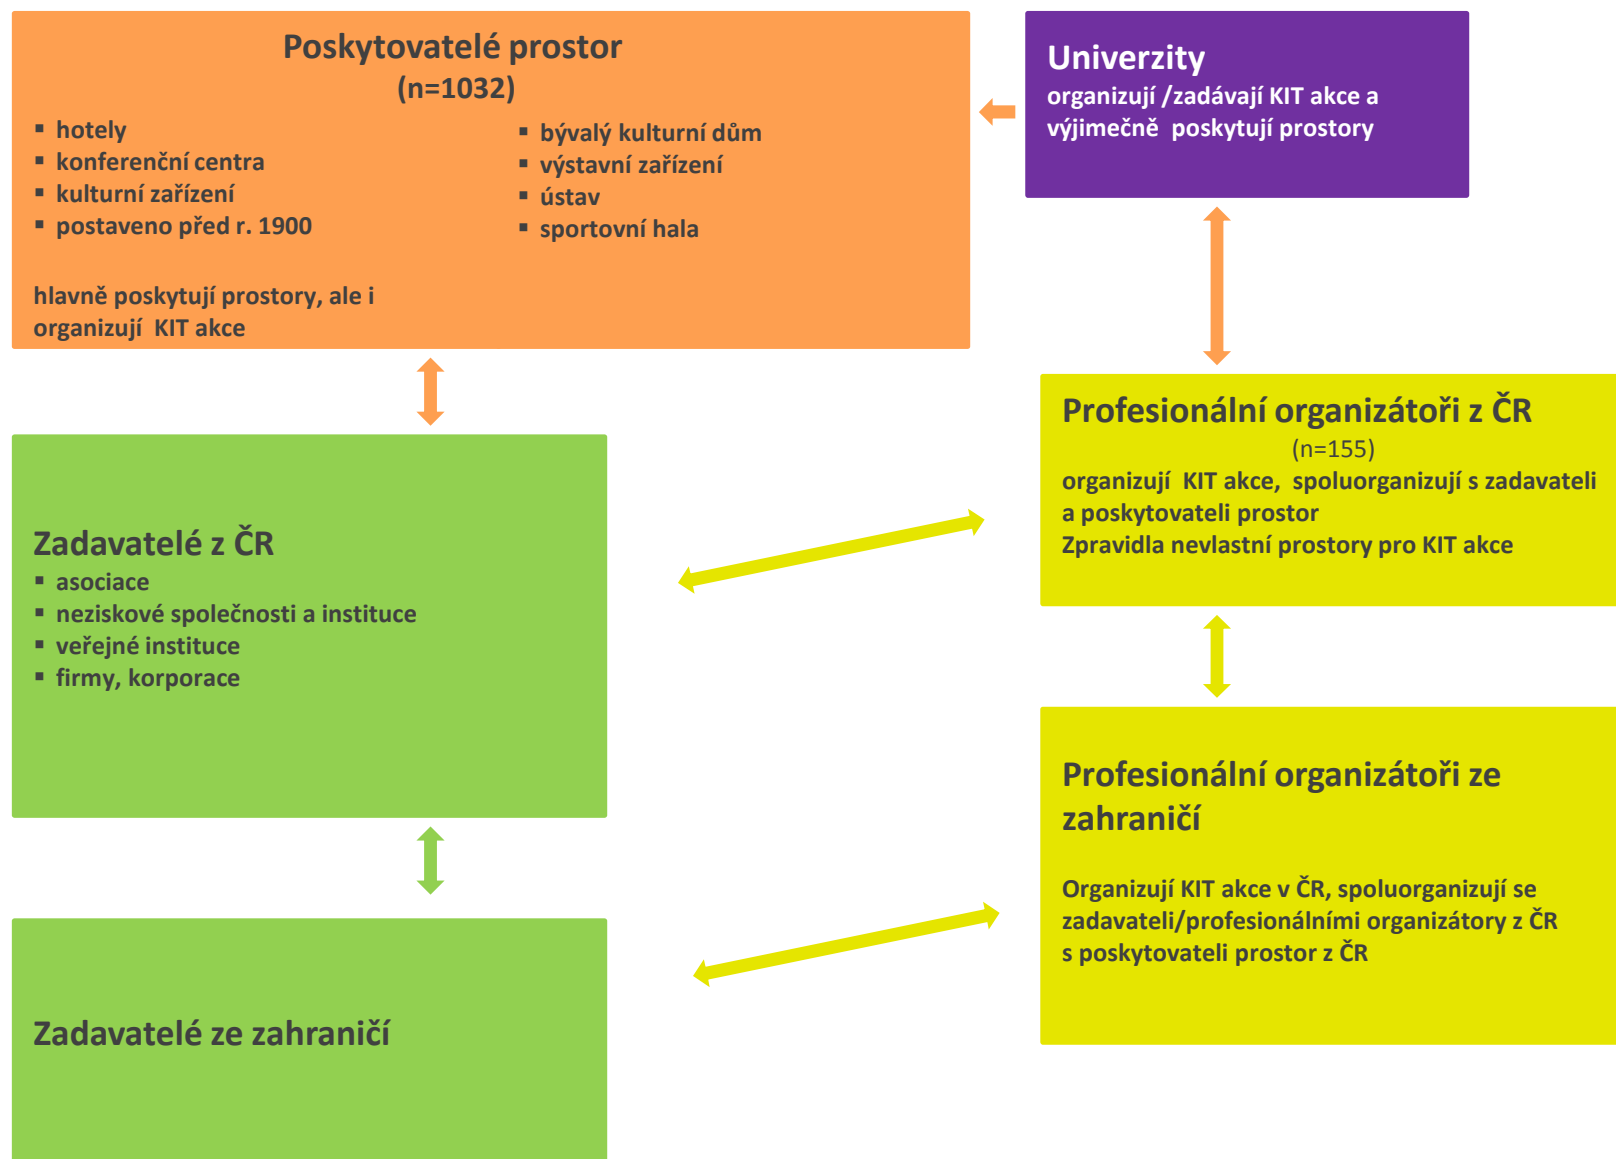 Poskytovatelé prostor
(n=1032)
▪ hotely
▪ konferenční centra
▪ kulturní zařízení
▪ postaveno před r. 1900
▪ bývalý kulturní dům
▪ výstavní zařízení
▪ ústav
▪ sportovní hala
hlavně poskytují prostory, ale i
organizují KIT akce
Univerzity
organizují /zadávají KIT akce a
výjimečně poskytují prostory
Zadavatelé z ČR
▪ asociace
▪ neziskové společnosti a instituce
▪ veřejné instituce
▪ firmy, korporace
Profesionální organizátoři z ČR
(n=155)
organizují KIT akce, spoluorganizují s zadavateli
a poskytovateli prostor
Zpravidla nevlastní prostory pro KIT akce
Profesionální organizátoři ze
zahraničí
Organizují KIT akce v ČR, spoluorganizují se
zadavateli/profesionálními organizátory z ČR
s poskytovateli prostor z ČR
Zadavatelé ze zahraničí